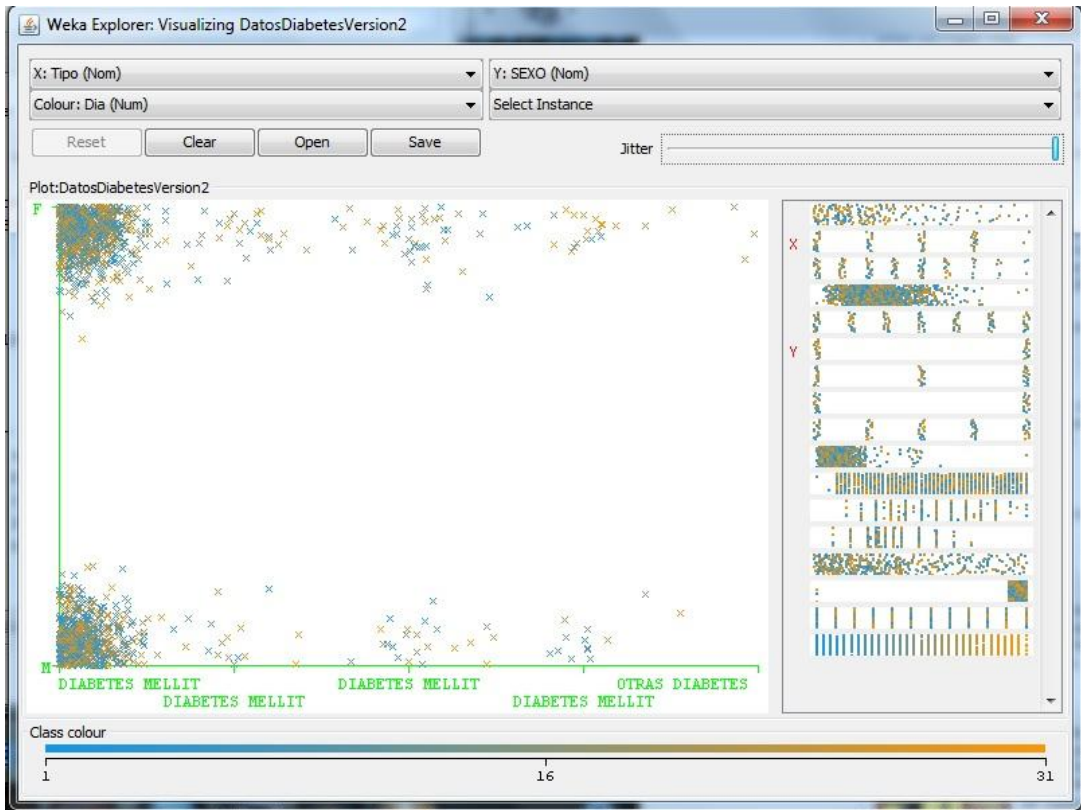 Weka Explorer: Visualizing DatosDiabetesVersion2
X: Tipo (Nom) Y: SEXO (Nom)
Colour: Dia (Num) Select Instance
Reset Clear Open Save Jitter
Plot:DatosDiabetesVersion2
F
X
Y
M
DIABETES MELLIT DIABETES MELLIT OTRAS DIABETES
DIABETES MELLIT DIABETES MELLIT
Class colour
1 16 31